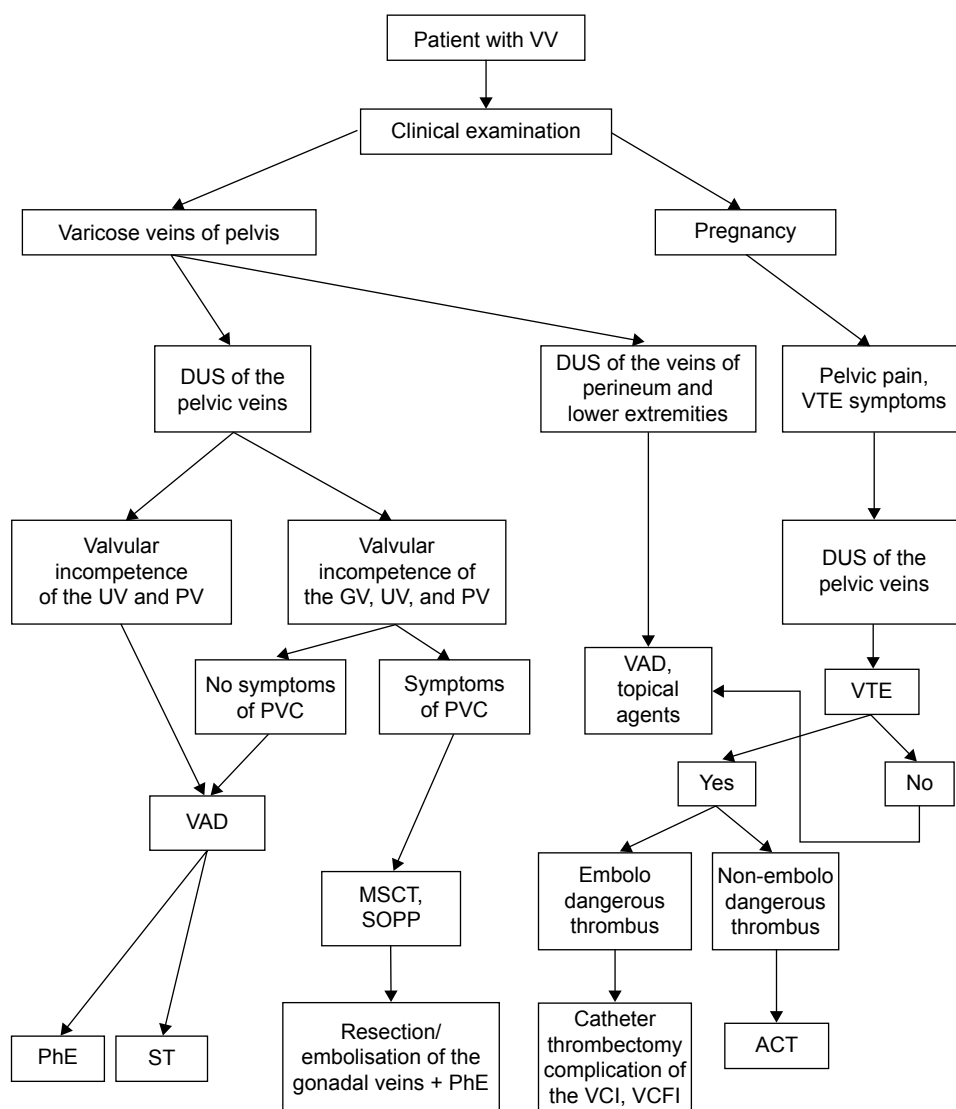 Patient with VV
Clinical examination
Varicose veins of pelvis
Pregnancy
DUS of the
pelvic veins
DUS of the veins of
perineum and
lower extremities
Pelvic pain,
VTE symptoms
Valvular
incompetence
of the UV and PV
Valvular
incompetence of
the GV, UV, and PV
DUS of the
pelvic veins
No symptoms
of PVC
Symptoms
of PVC
VAD,
topical
agents
VTE
Yes
No
VAD
MSCT,
SOPP
Embolo
dangerous
thrombus
Non-embolo
dangerous
thrombus
PhE
ST
Resection/
embolisation of the
gonadal veins + PhE
Catheter
thrombectomy
complication of
the VCI, VCFI
ACT